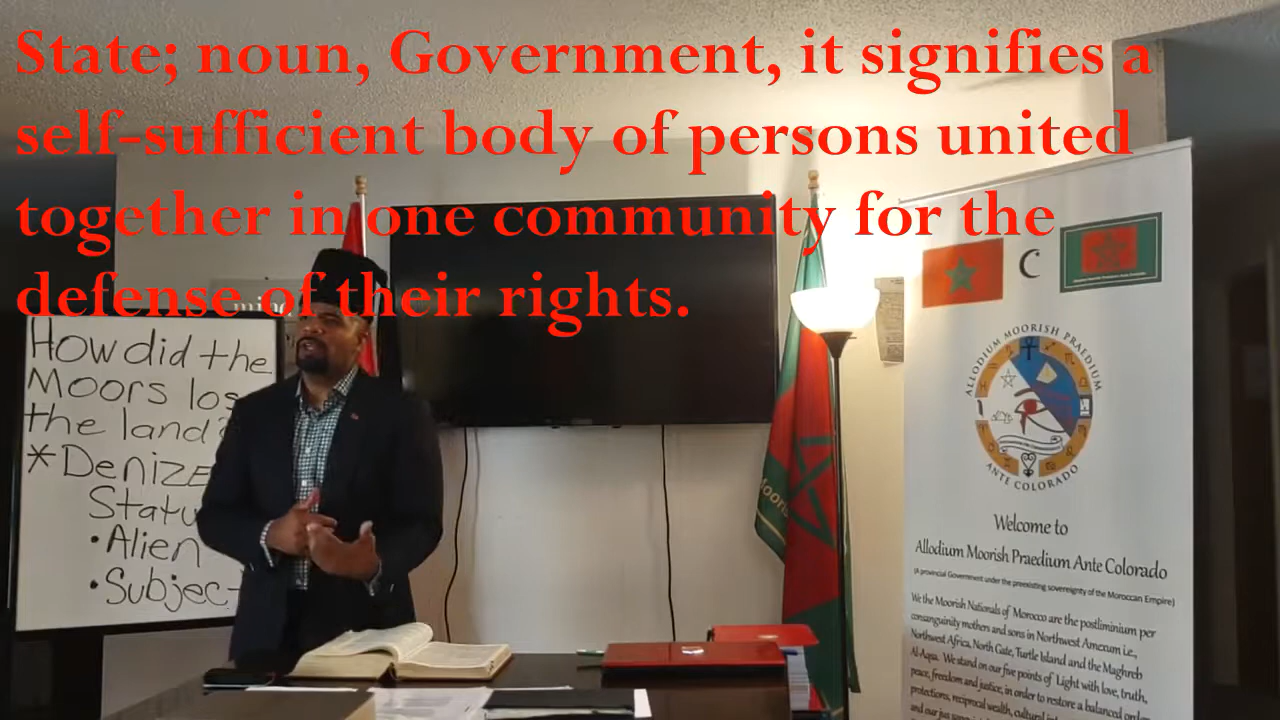 State; noun, Government, it signifies a
self-sufficient body of persons united
together in one community for the
defense of their rights.
How did the
Moors los
the land?
*Denize
Statu
• Alien
• Subjec
ALLODIUM MOORISH PRAEDIUM
ANTE COLORADO
Welcome to
Allodium Moorish Praedium Ante Colorado
(A provincial Government under the preexisting sovereignty of the Moroccan Empire)
We the Moorish Nationals of Morocco are the postliminium per
consanguinity mothers and sons in Northwest Amexum i.e.,
Northwest Africa, North Gate, Turtle Island and the Maghreb
Al-Aqsa. We stand on our five points of Light with love, truth,
peace, freedom and justice, in order to restore a balanced order
protections, reciprocal wealth, cultural